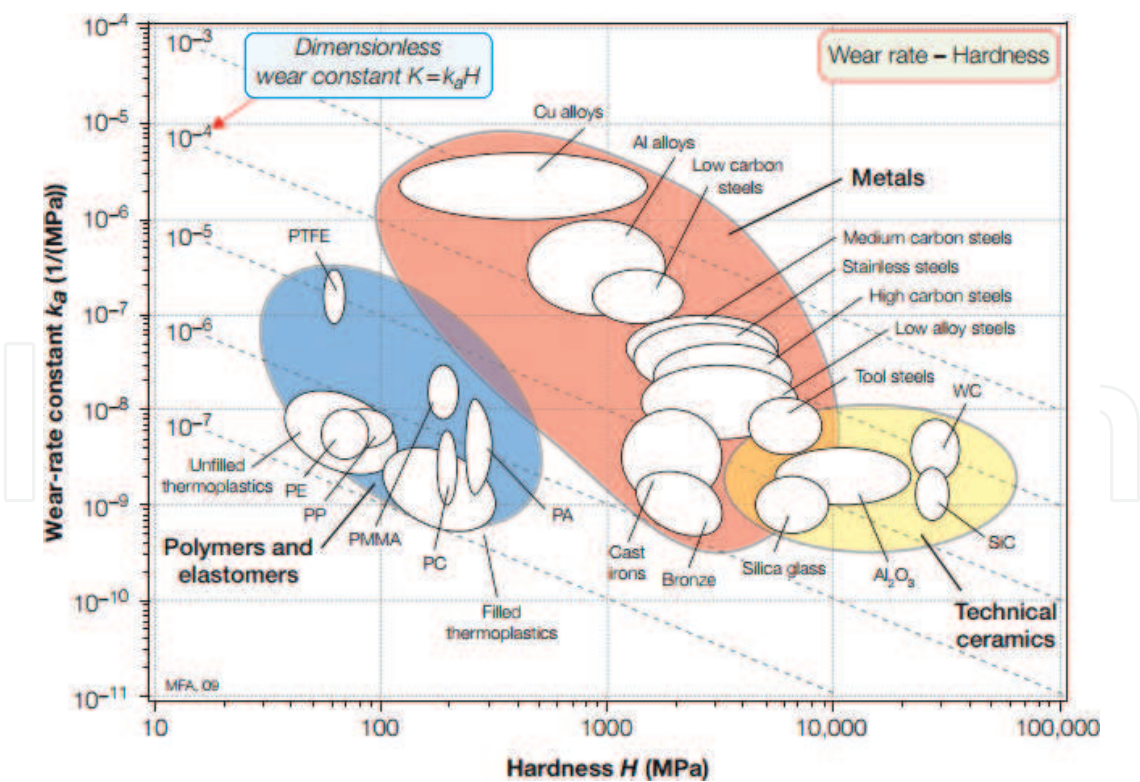 Dimensionless
wear constant K=kₐH
Wear rate – Hardness
10⁻⁴
10⁻⁵
10⁻⁶
10⁻⁷
10⁻⁸
10⁻⁹
10⁻¹⁰
10⁻¹¹
Wear-rate constant kₐ (1/(MPa))
10⁻³
10⁻⁴
10⁻⁵
10⁻⁶
10⁻⁷
Cu alloys
Al alloys
Low carbon
steels
Metals
Medium carbon steels
Stainless steels
High carbon steels
Low alloy steels
Tool steels
WC
PTFE
Unfilled
thermoplastics
PE
PP
PMMA
PC
PA
Polymers and
elastomers
Filled
thermoplastics
Cast
irons
Bronze
Silica glass
Al₂O₃
SiC
Technical
ceramics
MFA, 09
10
100
1000
10,000
100,000
Hardness H (MPa)